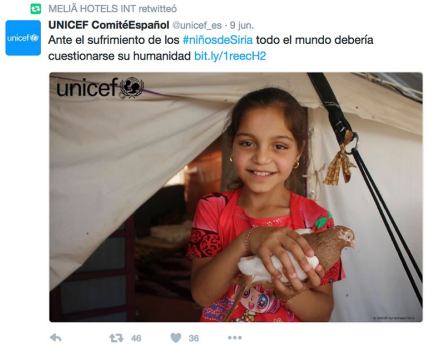 MELIÃ HOTELS INT retwitteó
UNICEF ComitéEspañol @unicef_es · 9 jun.
Ante el sufrimiento de los #niñosdeSiria todo el mundo debería
cuestionarse su humanidad bit.ly/1reecH2
unicef
unicef
46
36